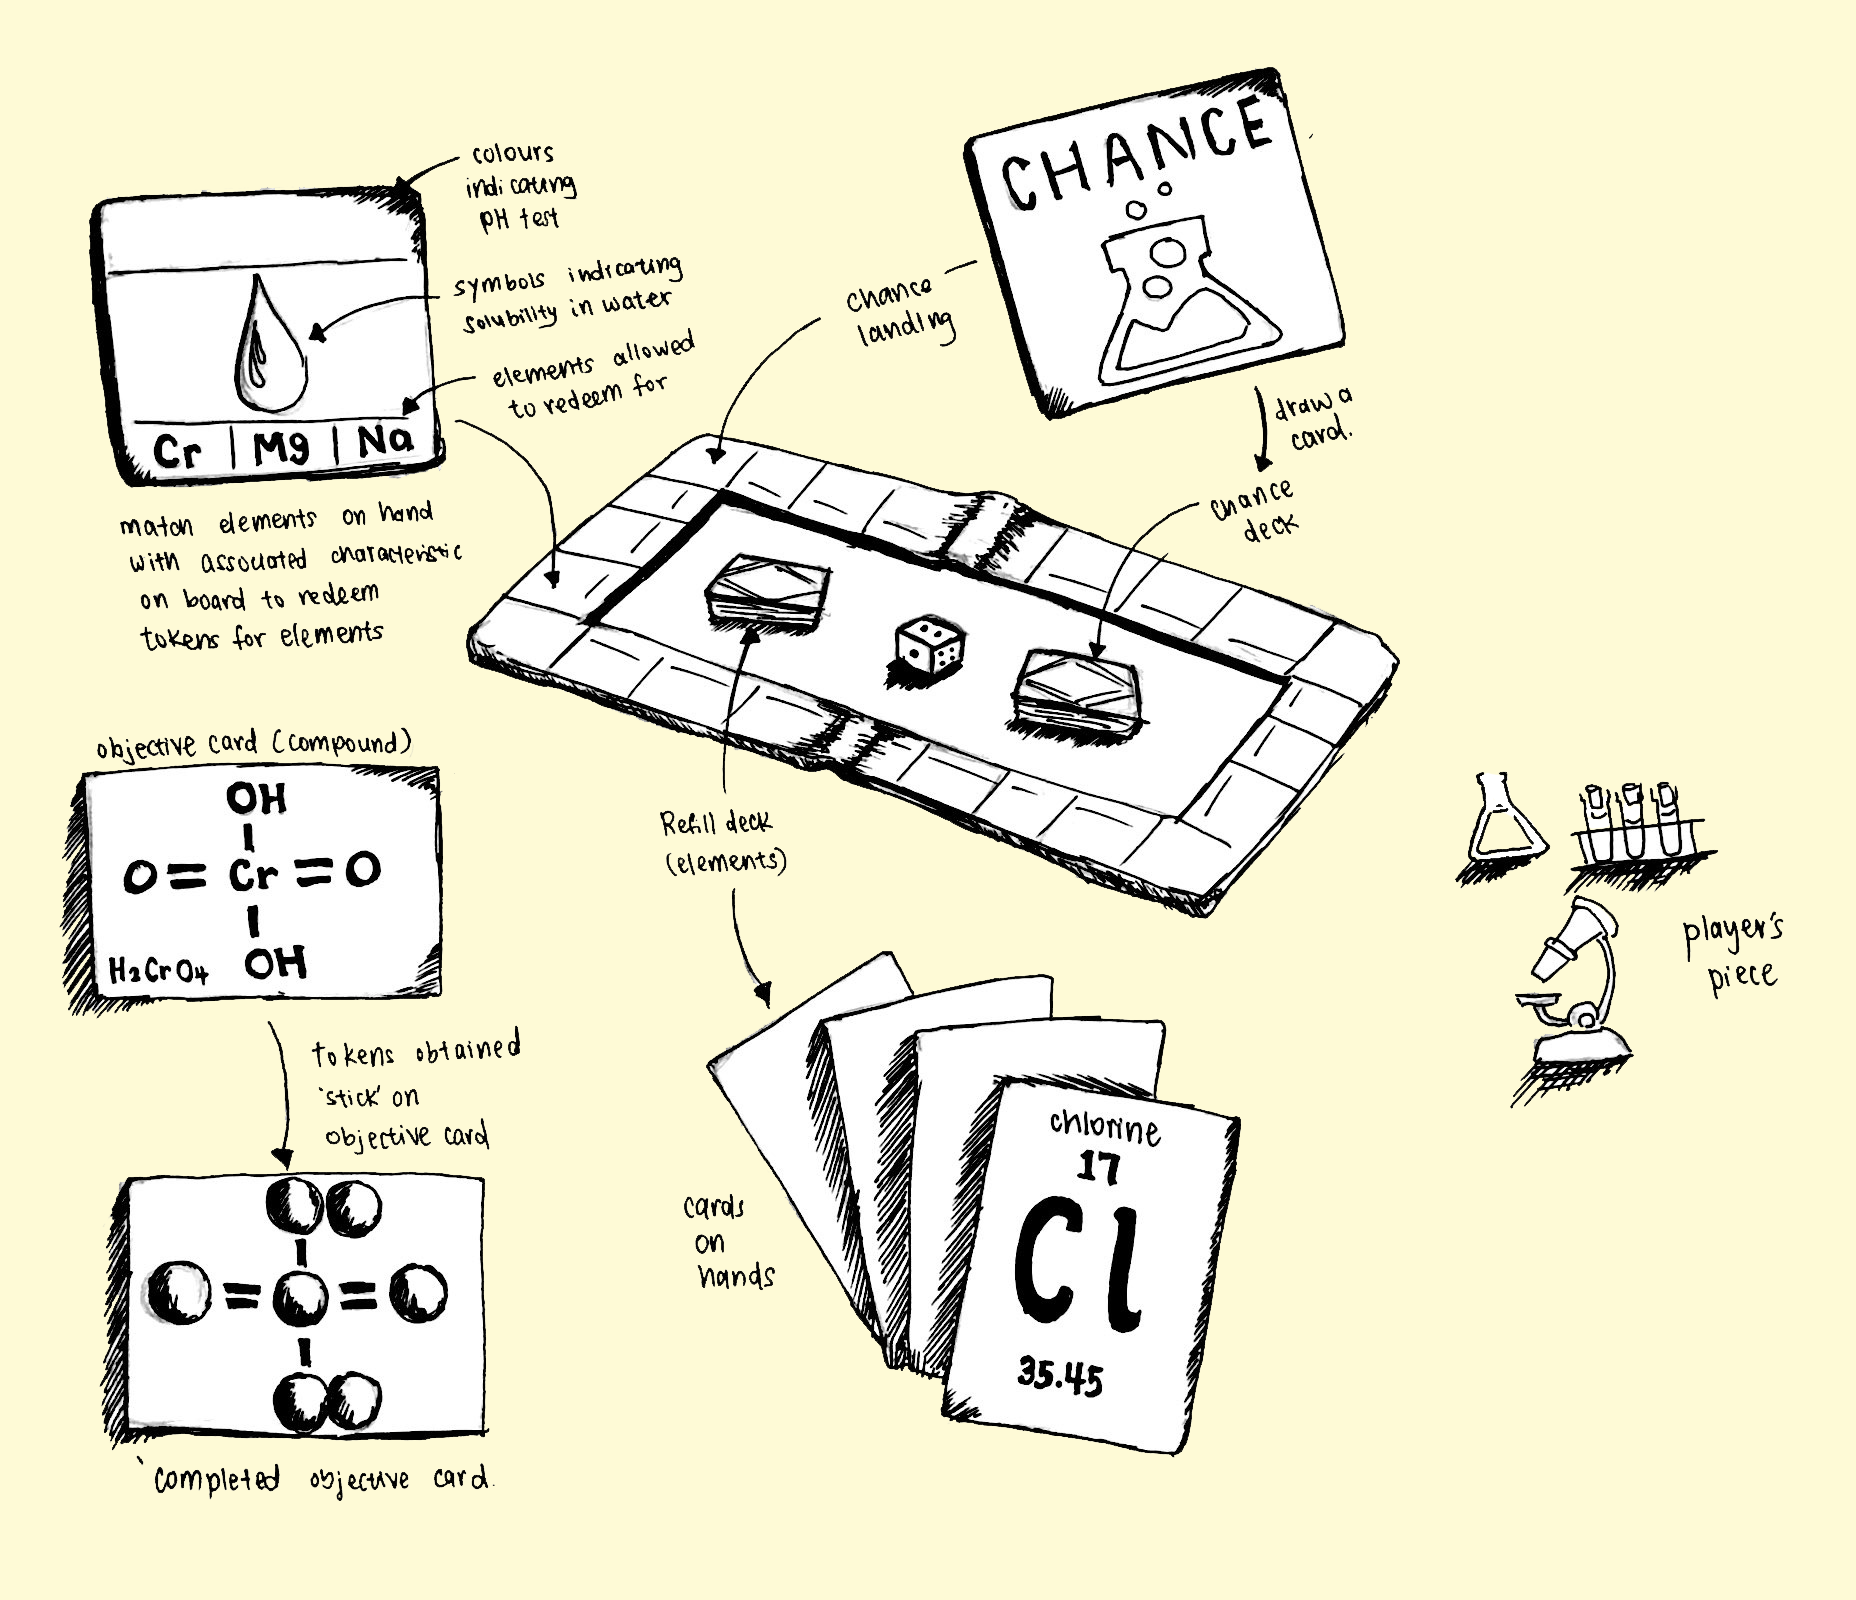 colours
indicating
pH test
symbols indicating
solubility in water
elements allowed
to redeem for
Cr | Mg | Na
match elements on hand
with associated characteristic
on board to redeem
tokens for elements
CHANCE
chance
landing
draw a
card.
chance
deck
objective card (compound)
OH
O = Cr = O
OH
H₂CrO₄
tokens obtained
'stick' on
objective card
completed objective card.
Refill deck
(elements)
cards
on
hands
chlorine
17
Cl
35.45
player's
piece